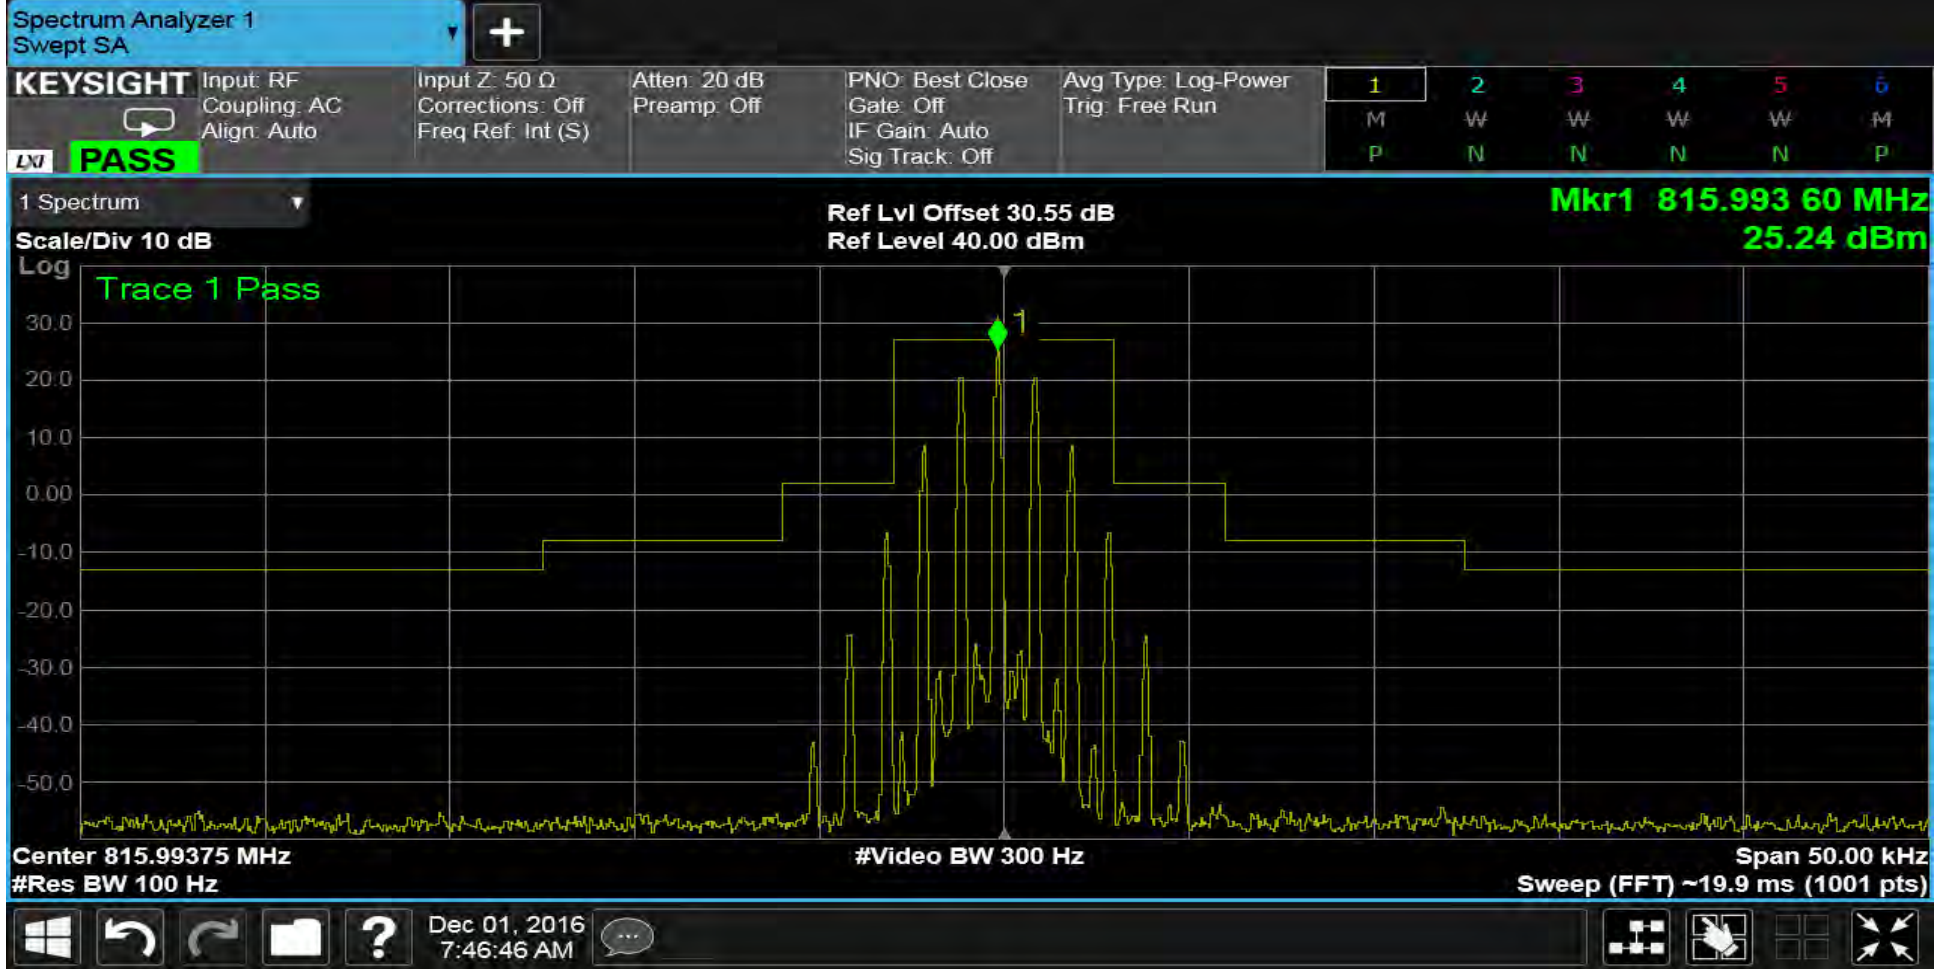 Spectrum Analyzer 1
Swept SA
KEYSIGHT
LXI
PASS
Input: RF
Coupling: AC
Align: Auto
Input Z: 50 Ω
Corrections: Off
Freq Ref: Int (S)
Atten: 20 dB
Preamp: Off
PNO: Best Close
Gate: Off
IF Gain: Auto
Sig Track: Off
Avg Type: Log-Power
Trig: Free Run
1 2 3 4 5 6
M W W W W M
P N N N N P
1 Spectrum
Scale/Div 10 dB
Ref Lvl Offset 30.55 dB
Ref Level 40.00 dBm
Mkr1 815.993 60 MHz
25.24 dBm
Log
Trace 1 Pass
1
30.0
20.0
10.0
0.00
-10.0
-20.0
-30.0
-40.0
-50.0
Center 815.99375 MHz
#Res BW 100 Hz
#Video BW 300 Hz
Span 50.00 kHz
Sweep (FFT) ~19.9 ms (1001 pts)
?
Dec 01, 2016
7:46:46 AM